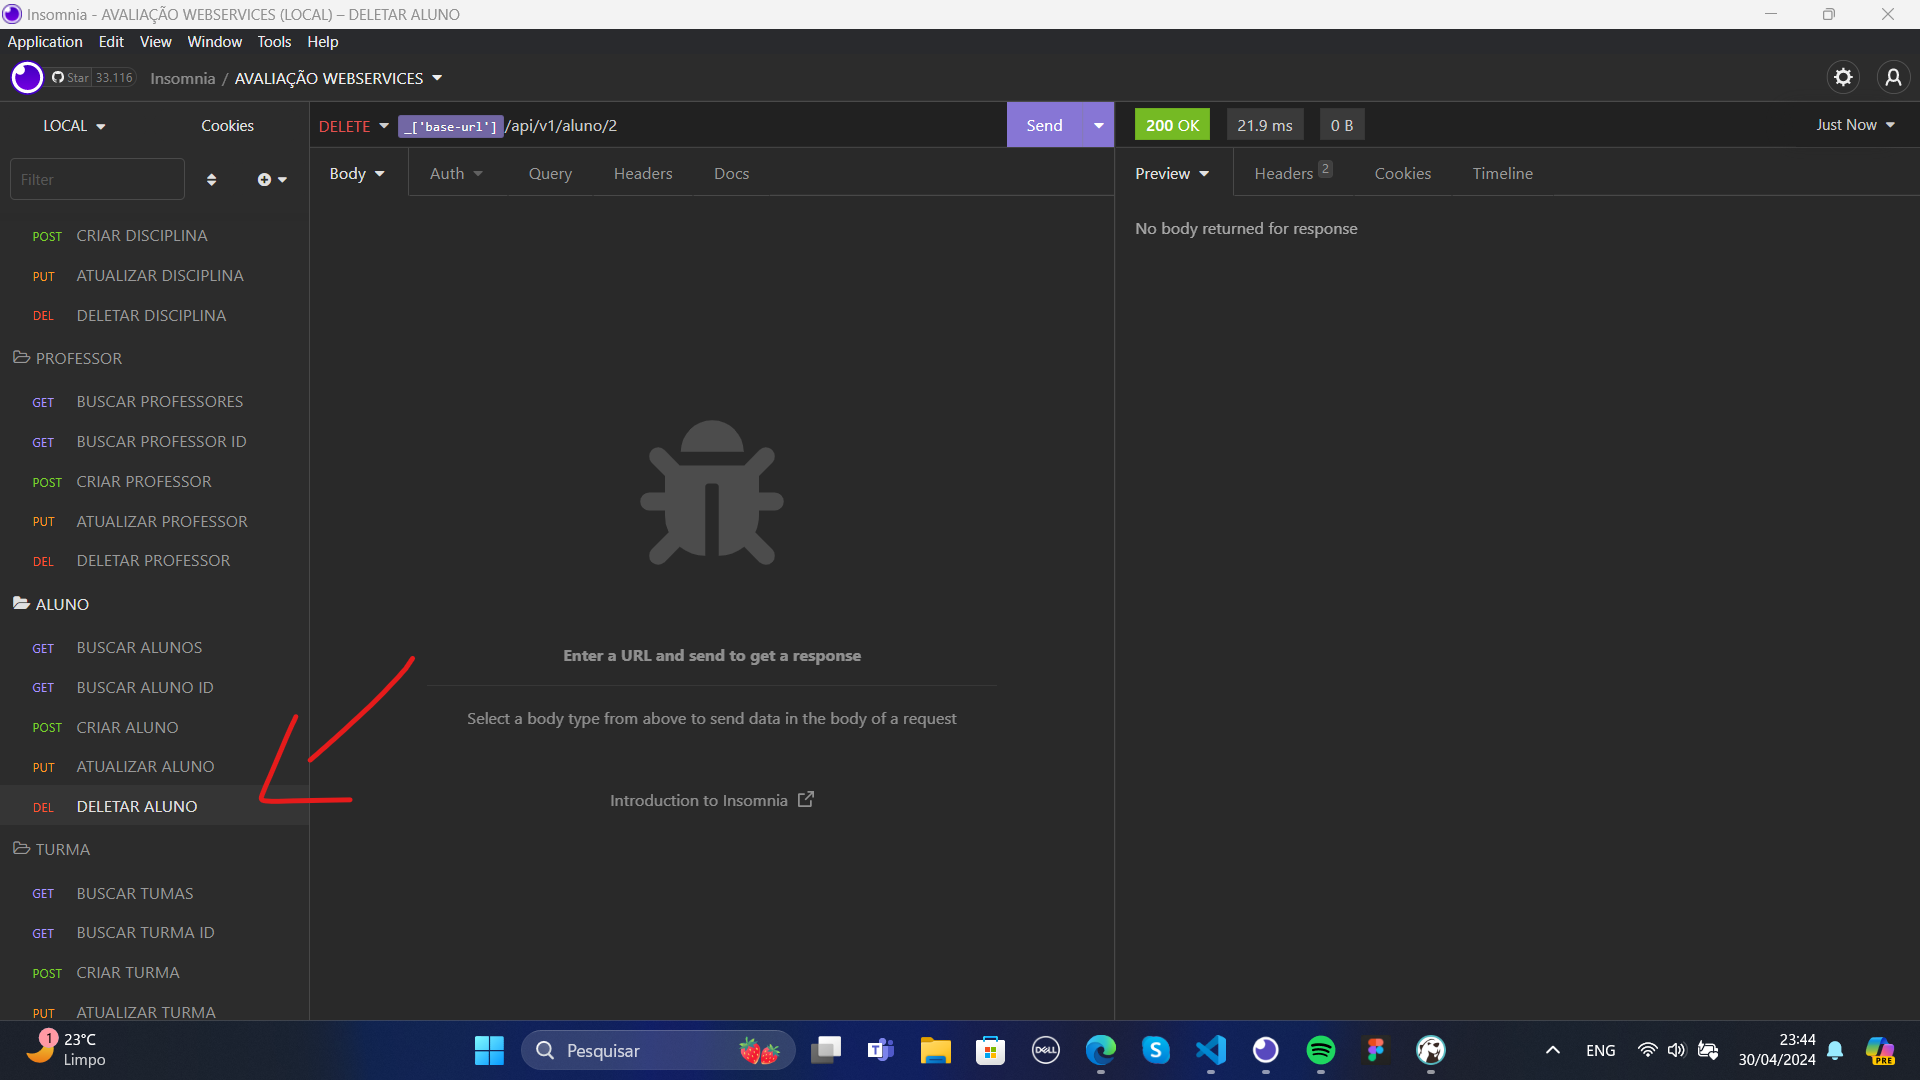 Insomnia - AVALIAÇÃO WEBSERVICES (LOCAL) – DELETAR ALUNO
Application Edit View Window Tools Help
Star 33.116 Insomnia / AVALIAÇÃO WEBSERVICES
LOCAL Cookies
DELETE _['base-url'] /api/v1/aluno/2 Send
200 OK 21.9 ms 0 B Just Now
Filter
Body Auth Query Headers Docs
Preview Headers 2 Cookies Timeline
No body returned for response
POST CRIAR DISCIPLINA
PUT ATUALIZAR DISCIPLINA
DEL DELETAR DISCIPLINA
PROFESSOR
GET BUSCAR PROFESSORES
GET BUSCAR PROFESSOR ID
POST CRIAR PROFESSOR
PUT ATUALIZAR PROFESSOR
DEL DELETAR PROFESSOR
ALUNO
GET BUSCAR ALUNOS
GET BUSCAR ALUNO ID
POST CRIAR ALUNO
PUT ATUALIZAR ALUNO
DEL DELETAR ALUNO
TURMA
GET BUSCAR TUMAS
GET BUSCAR TURMA ID
POST CRIAR TURMA
PUT ATUALIZAR TURMA
Enter a URL and send to get a response
Select a body type from above to send data in the body of a request
Introduction to Insomnia
1 23°C
Limpo
Pesquisar
DELL
ENG
23:44
30/04/2024
PRE